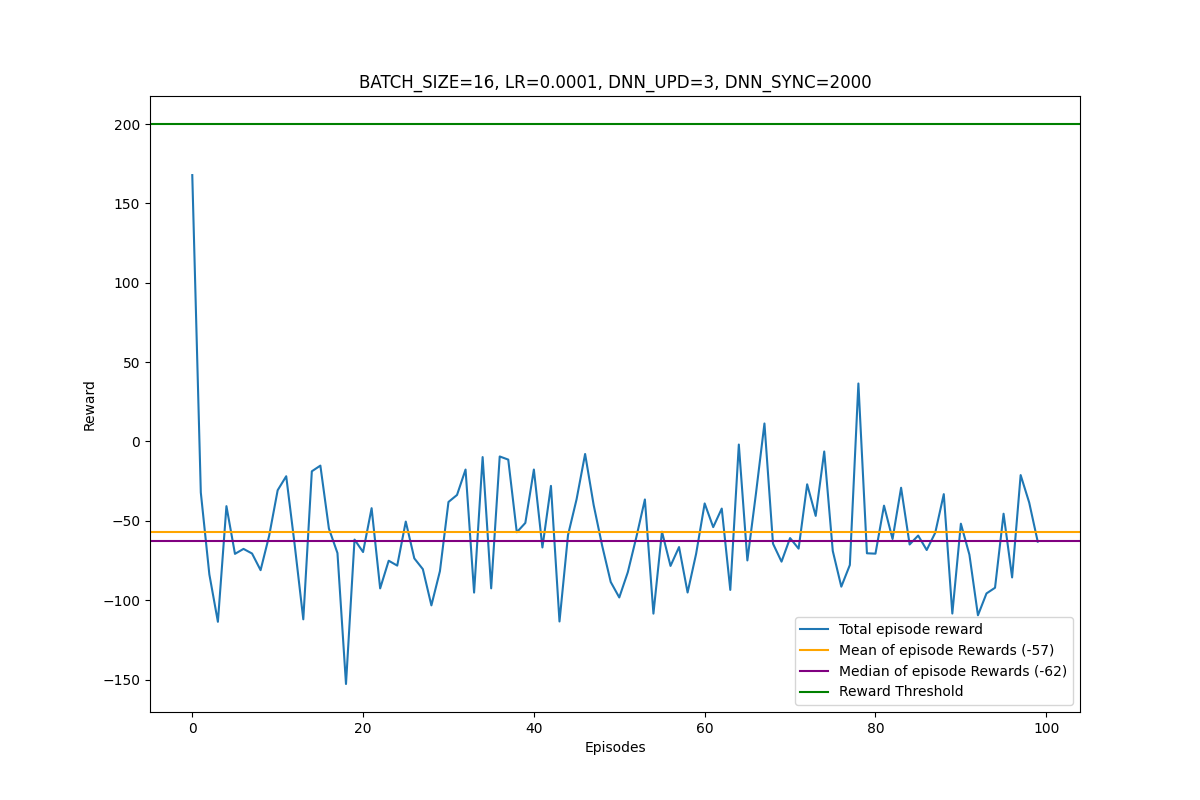 BATCH_SIZE=16, LR=0.0001, DNN_UPD=3, DNN_SYNC=2000
200
150
100
50
0
−50
−100
−150
Reward
0
20
40
60
80
100
Episodes
Total episode reward
Mean of episode Rewards (-57)
Median of episode Rewards (-62)
Reward Threshold